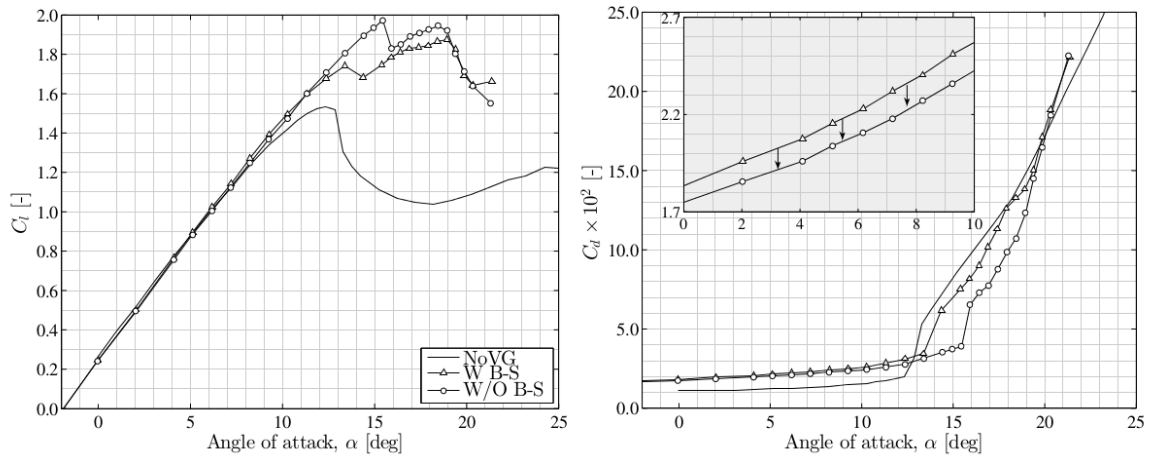 2.0
1.8
1.6
1.4
1.2
1.0
0.8
0.6
0.4
0.2
0.0
C_l [-]
NoVG
W B-S
W/O B-S
0 5 10 15 20 25
Angle of attack, α [deg]
25.0
20.0
15.0
10.0
5.0
0.0
C_d × 10^2 [-]
2.7
2.2
1.7
0 2 4 6 8 10
0 5 10 15 20 25
Angle of attack, α [deg]